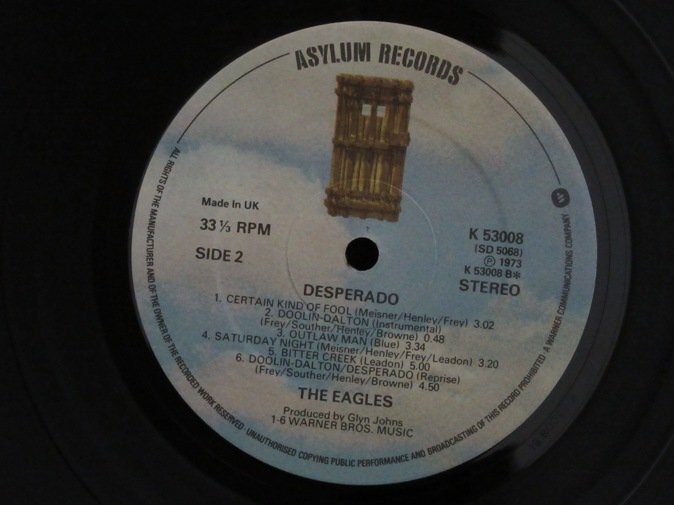 ASYLUM RECORDS
Made In UK
33 ⅓ RPM
SIDE 2
K 53008
(SD 5068)
Ⓟ 1973
K 53008 B*
STEREO
DESPERADO
1. CERTAIN KIND OF FOOL (Meisner/Henley/Frey) 3.02
2. DOOLIN-DALTON (Instrumental)
(Frey/Souther/Henley/Browne) 0.48
3. OUTLAW MAN (Blue) 3.34
4. SATURDAY NIGHT (Meisner/Henley/Frey/Leadon) 3.20
5. BITTER CREEK (Leadon) 5.00
6. DOOLIN-DALTON/DESPERADO (Reprise)
(Frey/Souther/Henley/Browne) 4.50
THE EAGLES
Produced by Glyn Johns
1-6 WARNER BROS. MUSIC
ALL RIGHTS OF THE MANUFACTURER AND OF THE OWNER OF THE RECORDED WORK RESERVED · UNAUTHORISED COPYING PUBLIC PERFORMANCE AND BROADCASTING OF THIS RECORD PROHIBITED · A WARNER COMMUNICATIONS COMPANY